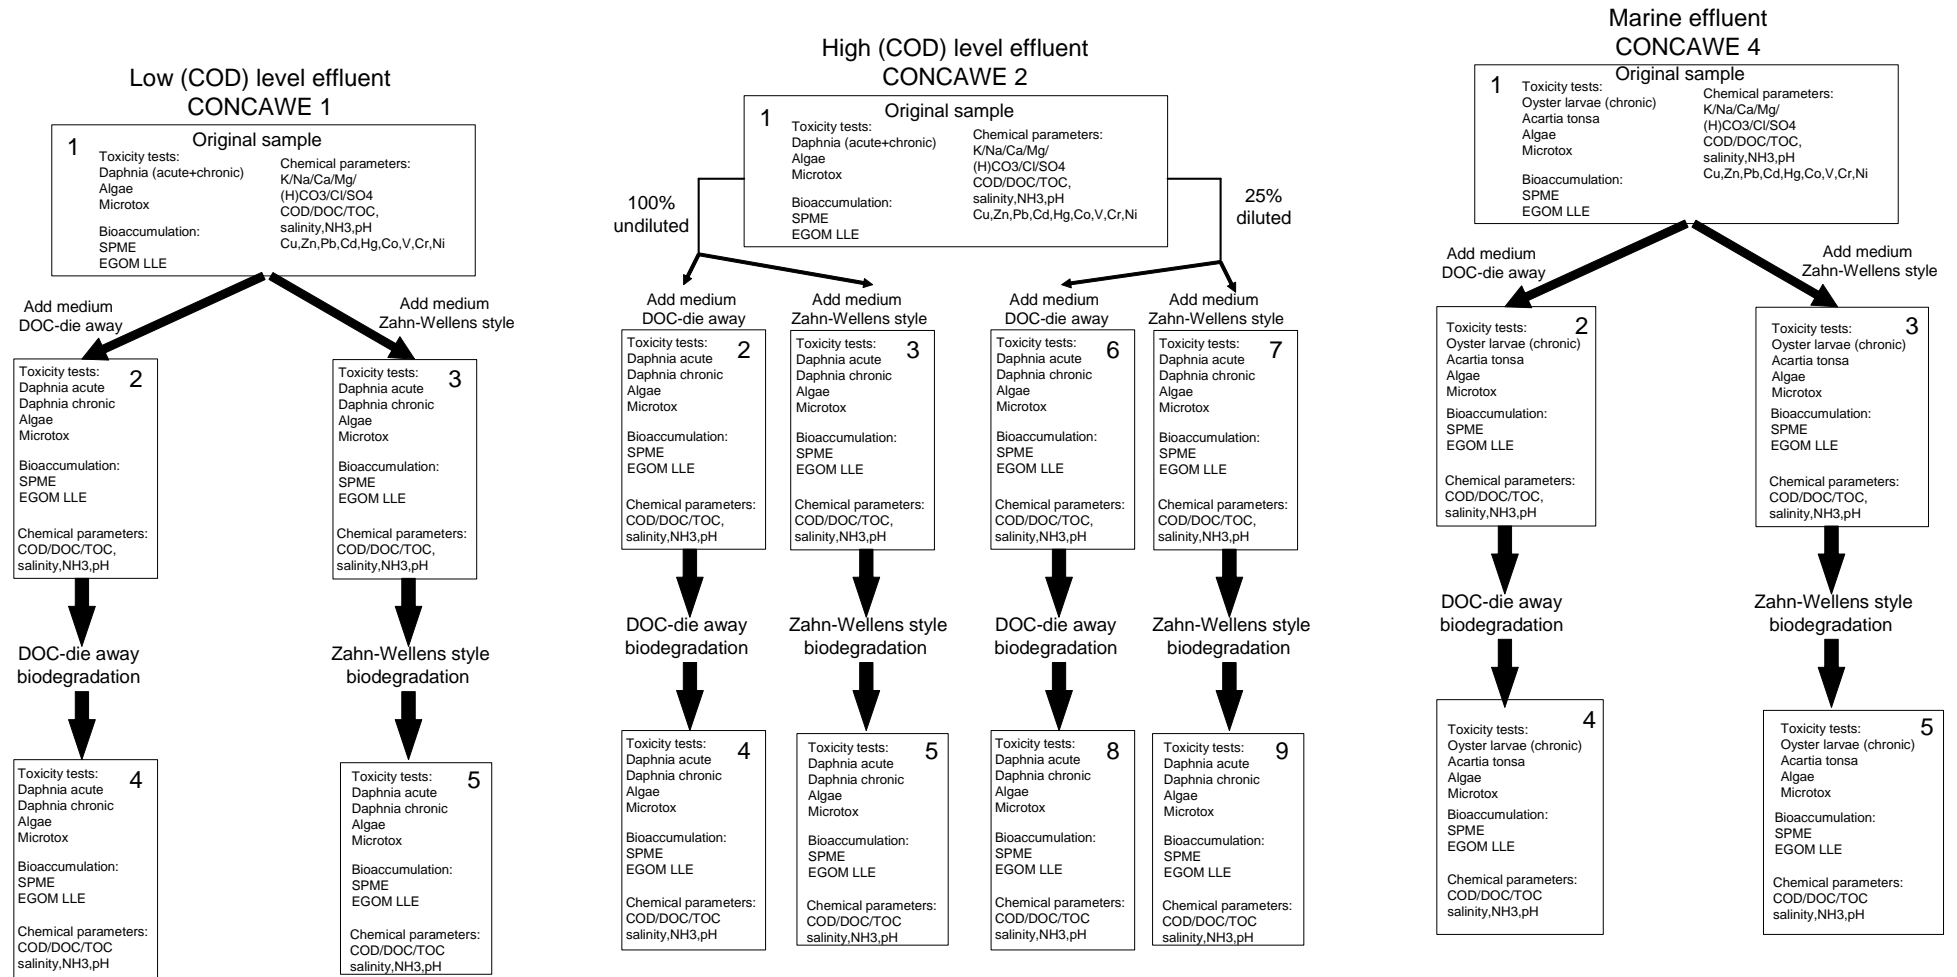 Low (COD) level effluent
CONCAWE 1
Original sample
1
Toxicity tests:
Daphnia (acute+chronic)
Algae
Microtox
Bioaccumulation:
SPME
EGOM LLE
Chemical parameters:
K/Na/Ca/Mg/
(H)CO3/Cl/SO4
COD/DOC/TOC,
salinity,NH3,pH
Cu,Zn,Pb,Cd,Hg,Co,V,Cr,Ni
Add medium
DOC-die away
Add medium
Zahn-Wellens style
2
Toxicity tests:
Daphnia acute
Daphnia chronic
Algae
Microtox
Bioaccumulation:
SPME
EGOM LLE
Chemical parameters:
COD/DOC/TOC,
salinity,NH3,pH
3
Toxicity tests:
Daphnia acute
Daphnia chronic
Algae
Microtox
Bioaccumulation:
SPME
EGOM LLE
Chemical parameters:
COD/DOC/TOC,
salinity,NH3,pH
DOC-die away
biodegradation
Zahn-Wellens style
biodegradation
4
Toxicity tests:
Daphnia acute
Daphnia chronic
Algae
Microtox
Bioaccumulation:
SPME
EGOM LLE
Chemical parameters:
COD/DOC/TOC
salinity,NH3,pH
5
Toxicity tests:
Daphnia acute
Daphnia chronic
Algae
Microtox
Bioaccumulation:
SPME
EGOM LLE
Chemical parameters:
COD/DOC/TOC
salinity,NH3,pH
High (COD) level effluent
CONCAWE 2
Original sample
1
Toxicity tests:
Daphnia (acute+chronic)
Algae
Microtox
Bioaccumulation:
SPME
EGOM LLE
Chemical parameters:
K/Na/Ca/Mg/
(H)CO3/Cl/SO4
COD/DOC/TOC,
salinity,NH3,pH
Cu,Zn,Pb,Cd,Hg,Co,V,Cr,Ni
100%
undiluted
25%
diluted
Add medium
DOC-die away
Add medium
Zahn-Wellens style
Add medium
DOC-die away
Add medium
Zahn-Wellens style
2
Toxicity tests:
Daphnia acute
Daphnia chronic
Algae
Microtox
Bioaccumulation:
SPME
EGOM LLE
Chemical parameters:
COD/DOC/TOC,
salinity,NH3,pH
3
Toxicity tests:
Daphnia acute
Daphnia chronic
Algae
Microtox
Bioaccumulation:
SPME
EGOM LLE
Chemical parameters:
COD/DOC/TOC,
salinity,NH3,pH
6
Toxicity tests:
Daphnia acute
Daphnia chronic
Algae
Microtox
Bioaccumulation:
SPME
EGOM LLE
Chemical parameters:
COD/DOC/TOC,
salinity,NH3,pH
7
Toxicity tests:
Daphnia acute
Daphnia chronic
Algae
Microtox
Bioaccumulation:
SPME
EGOM LLE
Chemical parameters:
COD/DOC/TOC,
salinity,NH3,pH
DOC-die away
biodegradation
Zahn-Wellens style
biodegradation
DOC-die away
biodegradation
Zahn-Wellens style
biodegradation
4
Toxicity tests:
Daphnia acute
Daphnia chronic
Algae
Microtox
Bioaccumulation:
SPME
EGOM LLE
Chemical parameters:
COD/DOC/TOC
salinity,NH3,pH
5
Toxicity tests:
Daphnia acute
Daphnia chronic
Algae
Microtox
Bioaccumulation:
SPME
EGOM LLE
Chemical parameters:
COD/DOC/TOC
salinity,NH3,pH
8
Toxicity tests:
Daphnia acute
Daphnia chronic
Algae
Microtox
Bioaccumulation:
SPME
EGOM LLE
Chemical parameters:
COD/DOC/TOC
salinity,NH3,pH
9
Toxicity tests:
Daphnia acute
Daphnia chronic
Algae
Microtox
Bioaccumulation:
SPME
EGOM LLE
Chemical parameters:
COD/DOC/TOC
salinity,NH3,pH
Marine effluent
CONCAWE 4
Original sample
1
Toxicity tests:
Oyster larvae (chronic)
Acartia tonsa
Algae
Microtox
Bioaccumulation:
SPME
EGOM LLE
Chemical parameters:
K/Na/Ca/Mg/
(H)CO3/Cl/SO4
COD/DOC/TOC,
salinity,NH3,pH
Cu,Zn,Pb,Cd,Hg,Co,V,Cr,Ni
Add medium
DOC-die away
Add medium
Zahn-Wellens style
2
Toxicity tests:
Oyster larvae (chronic)
Acartia tonsa
Algae
Microtox
Bioaccumulation:
SPME
EGOM LLE
Chemical parameters:
COD/DOC/TOC,
salinity,NH3,pH
3
Toxicity tests:
Oyster larvae (chronic)
Acartia tonsa
Algae
Microtox
Bioaccumulation:
SPME
EGOM LLE
Chemical parameters:
COD/DOC/TOC,
salinity,NH3,pH
DOC-die away
biodegradation
Zahn-Wellens style
biodegradation
4
Toxicity tests:
Oyster larvae (chronic)
Acartia tonsa
Algae
Microtox
Bioaccumulation:
SPME
EGOM LLE
Chemical parameters:
COD/DOC/TOC
salinity,NH3,pH
5
Toxicity tests:
Oyster larvae (chronic)
Acartia tonsa
Algae
Microtox
Bioaccumulation:
SPME
EGOM LLE
Chemical parameters:
COD/DOC/TOC
salinity,NH3,pH